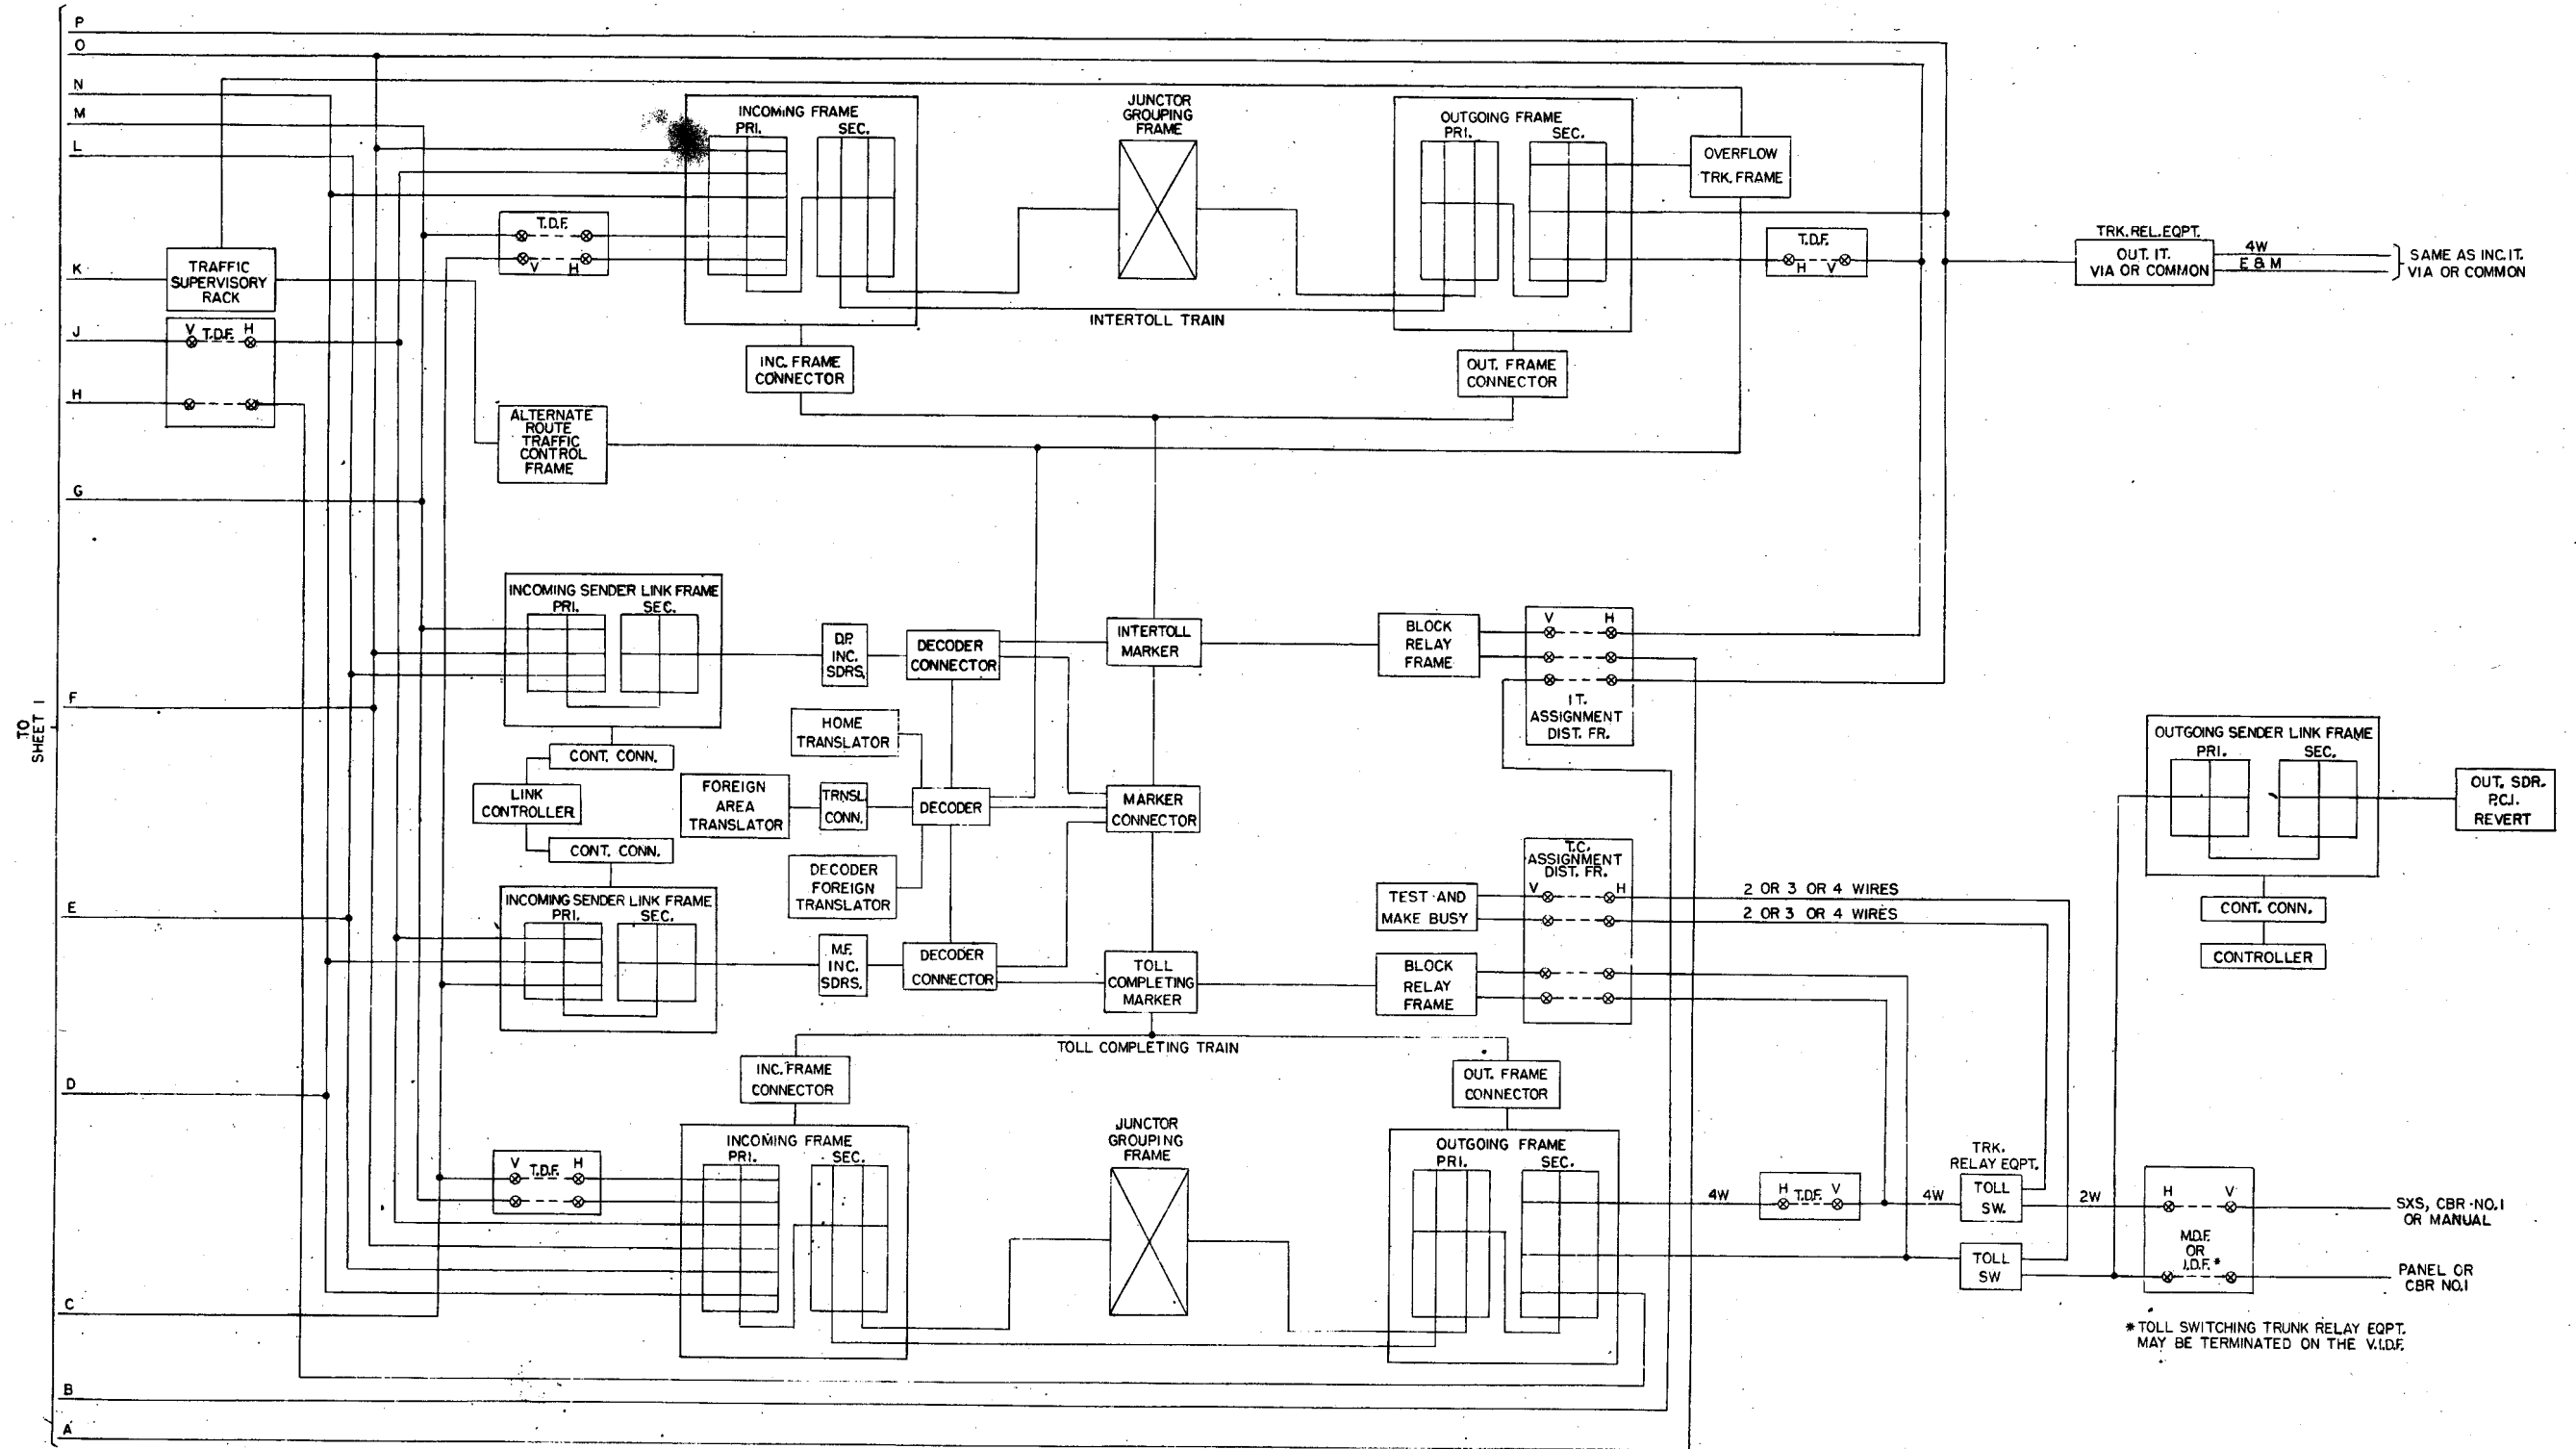 P
O
N
M
L
K
J
H
G
F
E
D
C
B
A
TO
SHEET 1
TRAFFIC
SUPERVISORY
RACK
V T.D.F. H
T.D.F.
V H
ALTERNATE
ROUTE
TRAFFIC
CONTROL
FRAME
INCOMING FRAME
PRI. SEC.
JUNCTOR
GROUPING
FRAME
OUTGOING FRAME
PRI. SEC.
OVERFLOW
TRK. FRAME
T.D.F.
H V
TRK. REL. EQPT.
OUT. IT.
VIA OR COMMON
4W
E & M
SAME AS INC. IT.
VIA OR COMMON
INTERTOLL TRAIN
INC. FRAME
CONNECTOR
OUT. FRAME
CONNECTOR
INCOMING SENDER LINK FRAME
PRI. SEC.
D.P.
INC.
SDRS.
DECODER
CONNECTOR
INTERTOLL
MARKER
BLOCK
RELAY
FRAME
V H
I T.
ASSIGNMENT
DIST. FR.
CONT. CONN.
LINK
CONTROLLER
CONT. CONN.
HOME
TRANSLATOR
FOREIGN
AREA
TRANSLATOR
TRNSL.
CONN.
DECODER
MARKER
CONNECTOR
DECODER
FOREIGN
TRANSLATOR
OUTGOING SENDER LINK FRAME
PRI. SEC.
OUT. SDR.
P.C.I.
REVERT
CONT. CONN.
CONTROLLER
INCOMING SENDER LINK FRAME
PRI. SEC.
M.F.
INC.
SDRS.
DECODER
CONNECTOR
TOLL
COMPLETING
MARKER
TEST AND
MAKE BUSY
BLOCK
RELAY
FRAME
T.C.
ASSIGNMENT
DIST. FR.
V H
2 OR 3 OR 4 WIRES
2 OR 3 OR 4 WIRES
TOLL COMPLETING TRAIN
INC. FRAME
CONNECTOR
OUT. FRAME
CONNECTOR
V T.D.F. H
INCOMING FRAME
PRI. SEC.
JUNCTOR
GROUPING
FRAME
OUTGOING FRAME
PRI. SEC.
4W
H T.D.F. V
4W
TRK.
RELAY EQPT.
TOLL
SW.
2W
TOLL
SW
H V
M.D.F.
OR
I.D.F. *
SXS, CBR-NO.1
OR MANUAL
PANEL OR
CBR NO.1
* TOLL SWITCHING TRUNK RELAY EQPT.
MAY BE TERMINATED ON THE V.I.D.F.